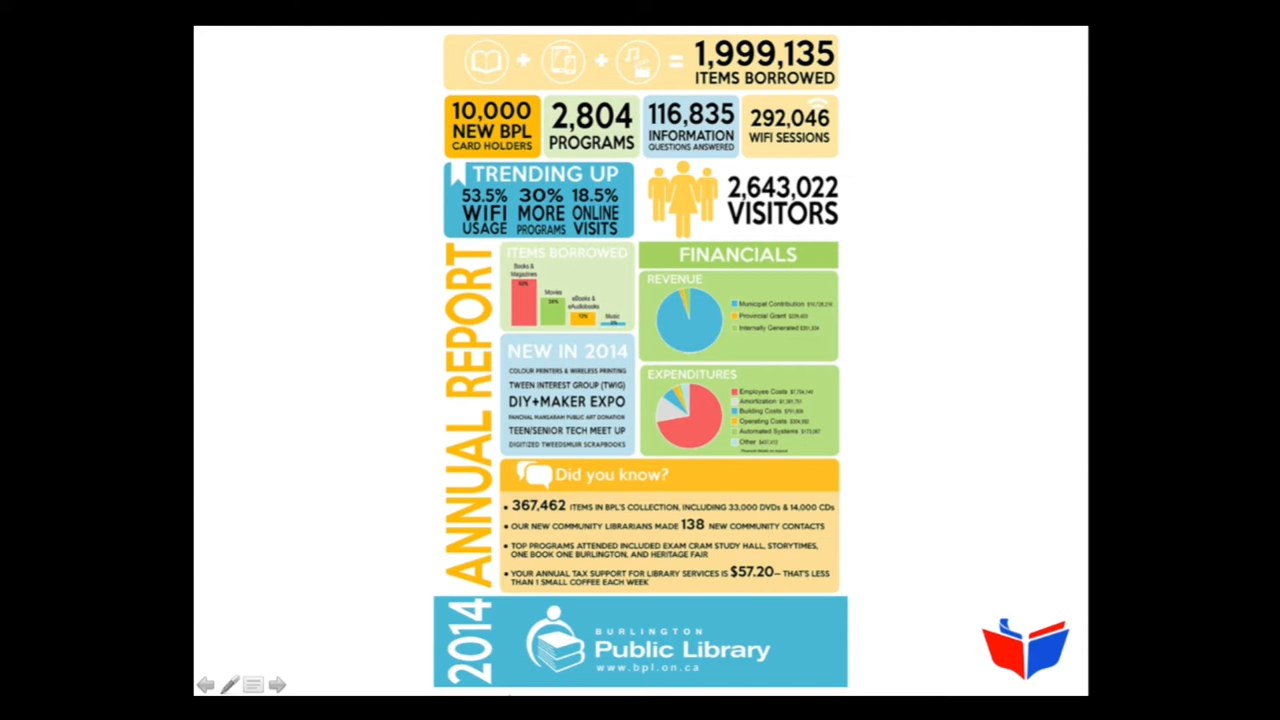 + + = 1,999,135
ITEMS BORROWED
10,000
NEW BPL
CARD HOLDERS
2,804
PROGRAMS
116,835
INFORMATION
QUESTIONS ANSWERED
292,046
WIFI SESSIONS
TRENDING UP
53.5%
WIFI
USAGE
30%
MORE
PROGRAMS
18.5%
ONLINE
VISITS
2,643,022
VISITORS
2014 ANNUAL REPORT
ITEMS BORROWED
Books &
Magazines
Movies
eBooks &
eAudiobooks
Music
NEW IN 2014
COLOUR PRINTERS & WIRELESS PRINTING
TWEEN INTEREST GROUP (TWIG)
DIY+MAKER EXPO
PANCHAL MANSARAM PUBLIC ART DONATION
TEEN/SENIOR TECH MEET UP
DIGITIZED TWEEDSMUIR SCRAPBOOKS
FINANCIALS
REVENUE
Municipal Contribution
Provincial Grant
Internally Generated
EXPENDITURES
Employee Costs
Amortization
Building Costs
Operating Costs
Automated Systems
Other
Did you know?
• 367,462 ITEMS IN BPL'S COLLECTION, INCLUDING 33,000 DVDs & 14,000 CDs
• OUR NEW COMMUNITY LIBRARIANS MADE 138 NEW COMMUNITY CONTACTS
• TOP PROGRAMS ATTENDED INCLUDED EXAM CRAM STUDY HALL, STORYTIMES,
ONE BOOK ONE BURLINGTON, AND HERITAGE FAIR
• YOUR ANNUAL TAX SUPPORT FOR LIBRARY SERVICES IS $57.20— THAT'S LESS
THAN 1 SMALL COFFEE EACH WEEK
BURLINGTON
Public Library
www.bpl.on.ca